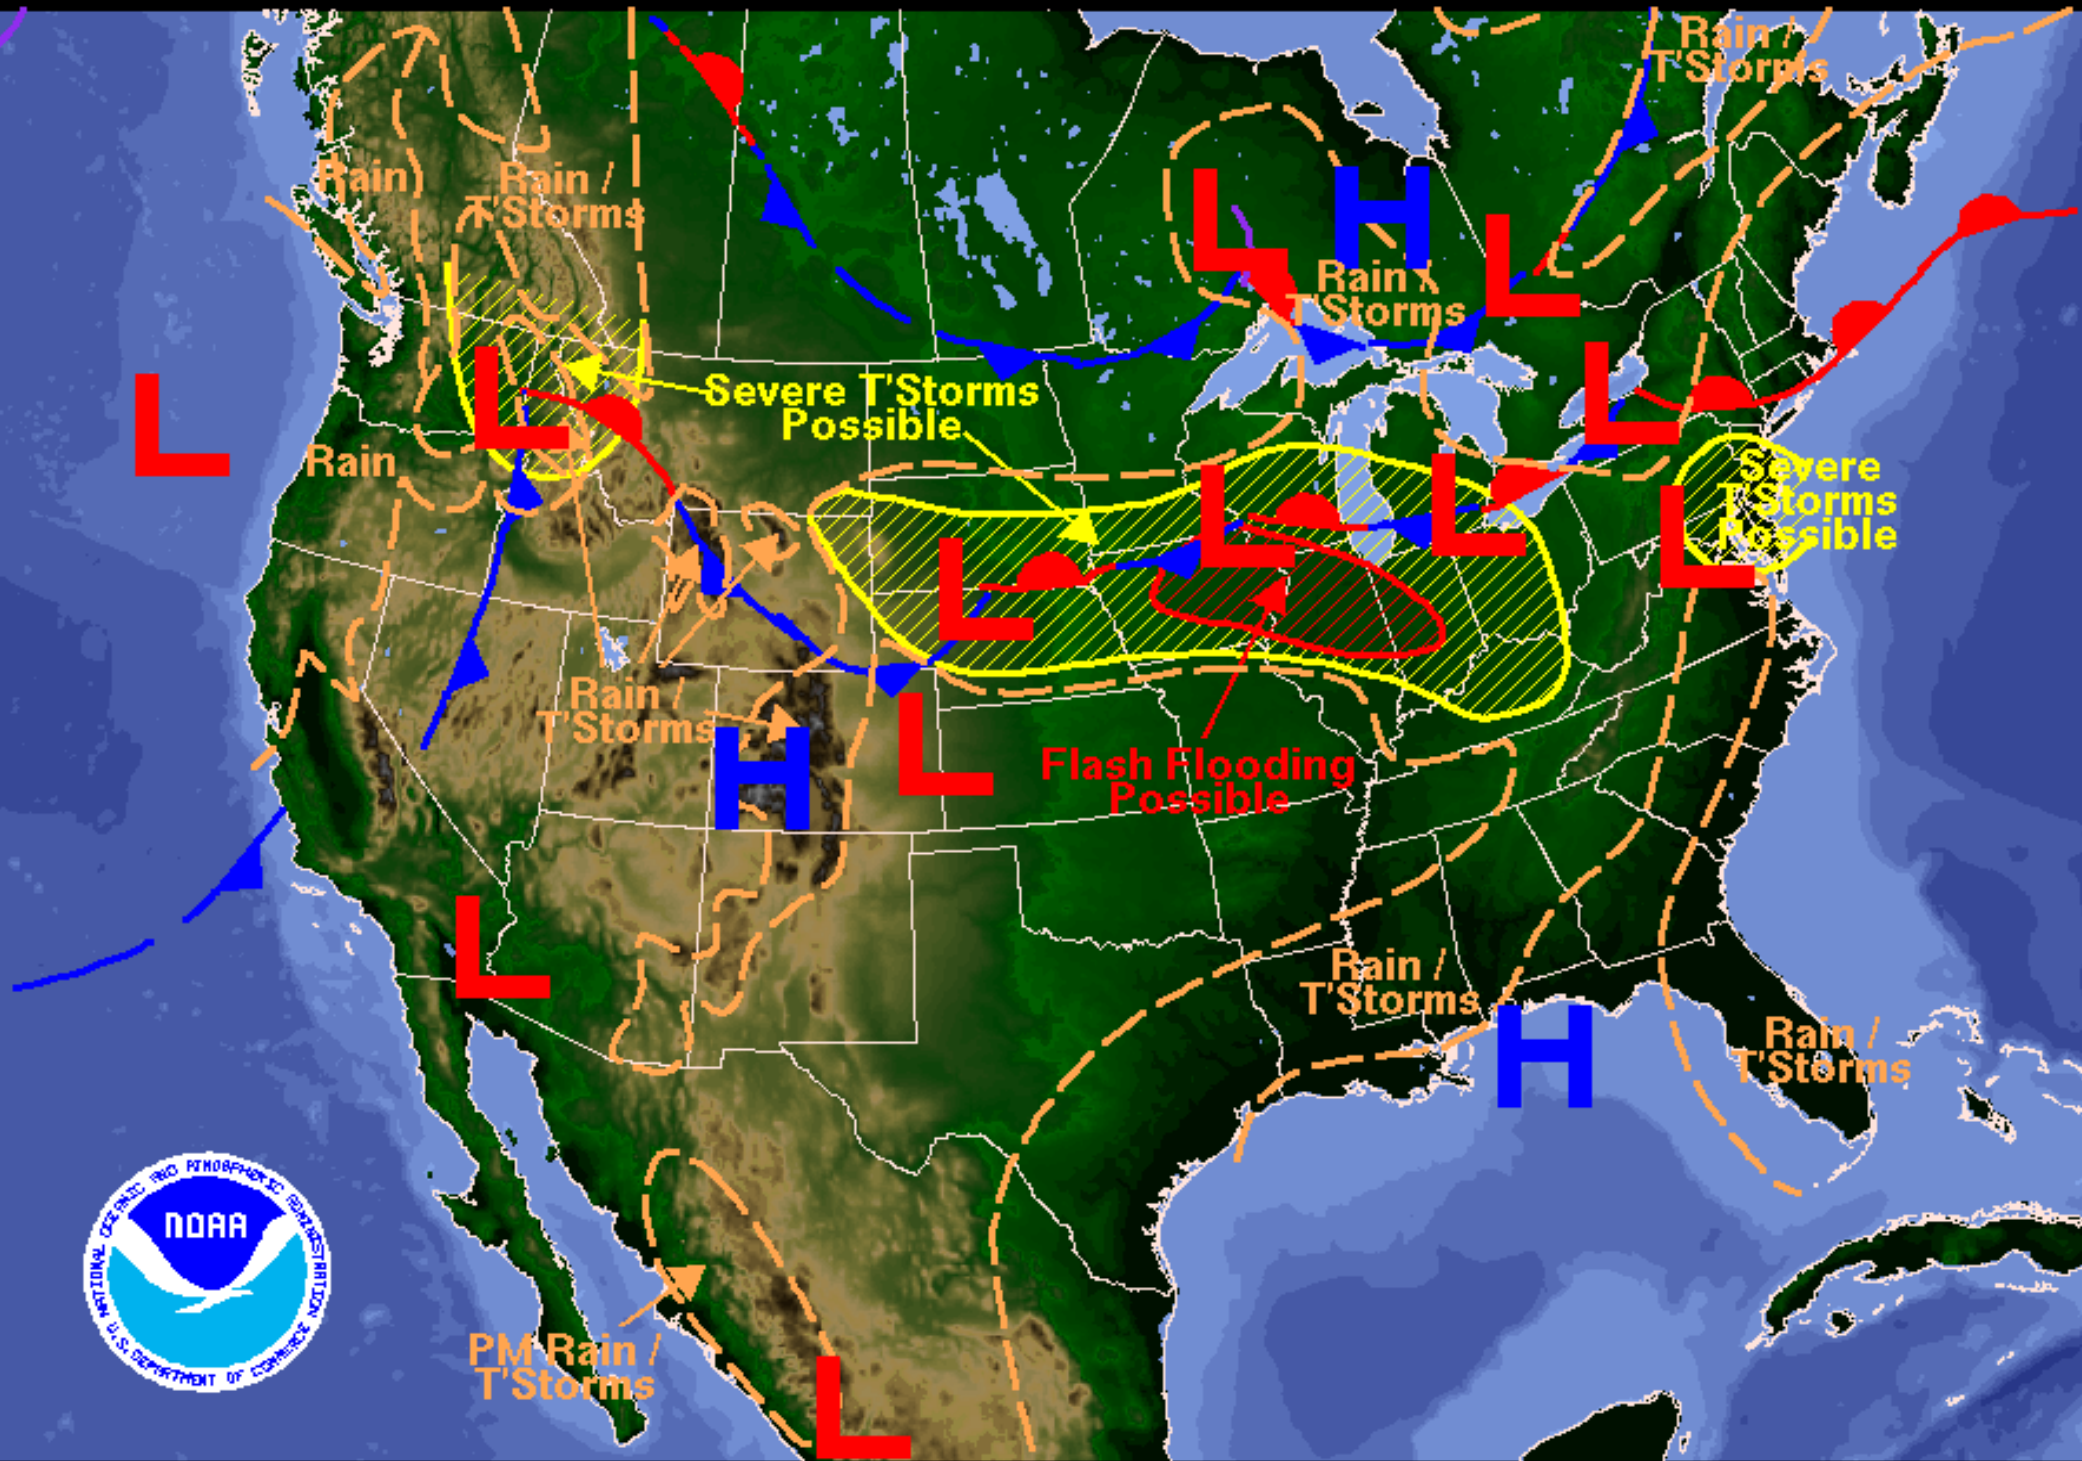 Rain /
T'Storms
Rain
Rain /
T'Storms
H
L
L
Rain /
T'Storms
L
L
L
Severe T'Storms
Possible
Rain
L
L
Severe
T'Storms
Possible
L
L
Rain /
T'Storms
H
L
Flash Flooding
Possible
L
Rain /
T'Storms
H
Rain /
T'Storms
NATIONAL OCEANIC AND ATMOSPHERIC ADMINISTRATION
NOAA
U.S. DEPARTMENT OF COMMERCE
PM Rain /
T'Storms
L